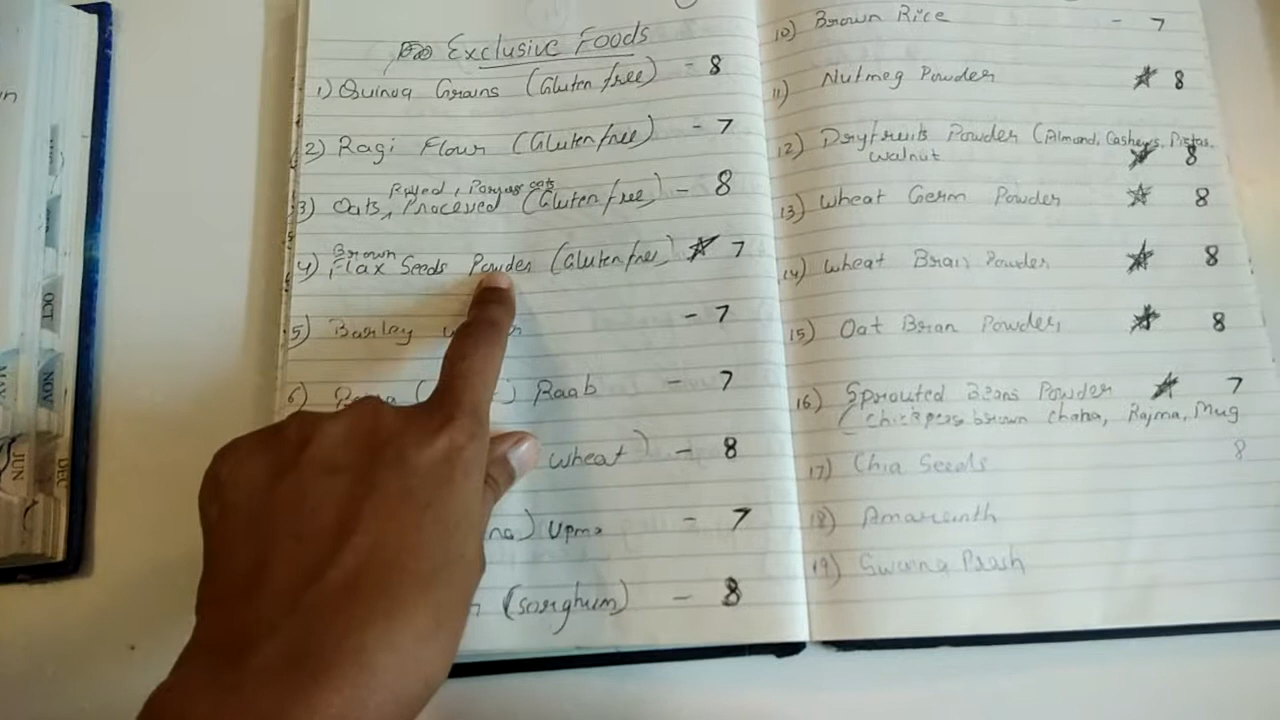 Exclusive Foods
1) Quinoa Grains (Gluten free) - 8
2) Ragi Flour (Gluten free) - 7
Rolled, Porridge oats
3) Oats, Processed (Gluten free) - 8
Brown
4) Flax Seeds Powder (Gluten free) ★ 7
5) Barley - 7
6) Raab - 7
wheat) - 8
Upma - 7
(sorghum) - 8
10) Brown Rice - 7
11) Nutmeg Powder ★ 8
12) Dryfruits Powder (Almond, Cashews, Pistas,
Walnut ★ 8
13) Wheat Germ Powder ★ 8
14) Wheat Bran Powder ★ 8
15) Oat Bran Powder, ★ 8
16) Sprouted Beans Powder ★ 7
(Chickpeas brown Chana, Rajma, Mug
17) Chia Seeds 8
18) Amaranth
19) Swarna Prash
OCT
NOV
JUN
DEC